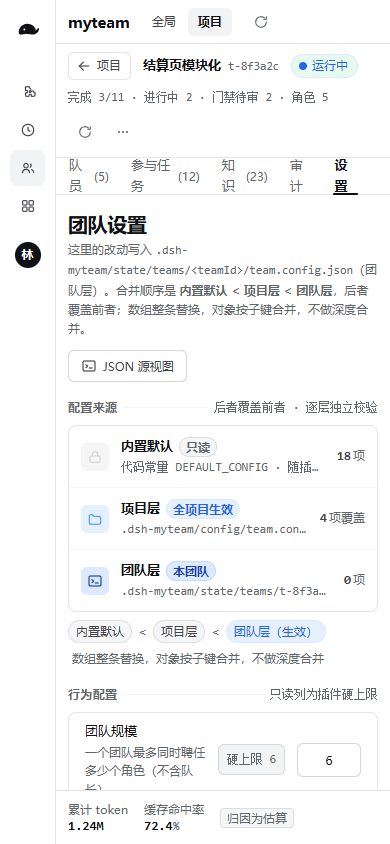 myteam 全局 项目
← 项目 结算页模块化 t-8f3a2c 运行中
完成 3/11 · 进行中 2 · 门禁待审 2 · 角色 5
...
队员 (5) 参与任务 (12) 知识 (23) 审计 设置
林
团队设置
这里的改动写入 .dsh-
myteam/state/teams/<teamId>/team.config.json（团
队层）。合并顺序是 内置默认 < 项目层 < 团队层，后者
覆盖前者；数组整条替换，对象按子键合并，不做深度合
并。
JSON 源视图
配置来源 后者覆盖前者 · 逐层独立校验
内置默认 只读
代码常量 DEFAULT_CONFIG · 随插… 18 项
项目层 全项目生效
.dsh-myteam/config/team.con… 4 项覆盖
团队层 本团队
.dsh-myteam/state/teams/t-8f3a… 0 项
内置默认 < 项目层 < 团队层（生效）
数组整条替换，对象按子键合并，不做深度合并
行为配置 只读列为插件硬上限
团队规模
一个团队最多同时聘任
多少个角色（不含队 硬上限 6 6
长）
累计 token 缓存命中率 归因为估算
1.24M 72.4%